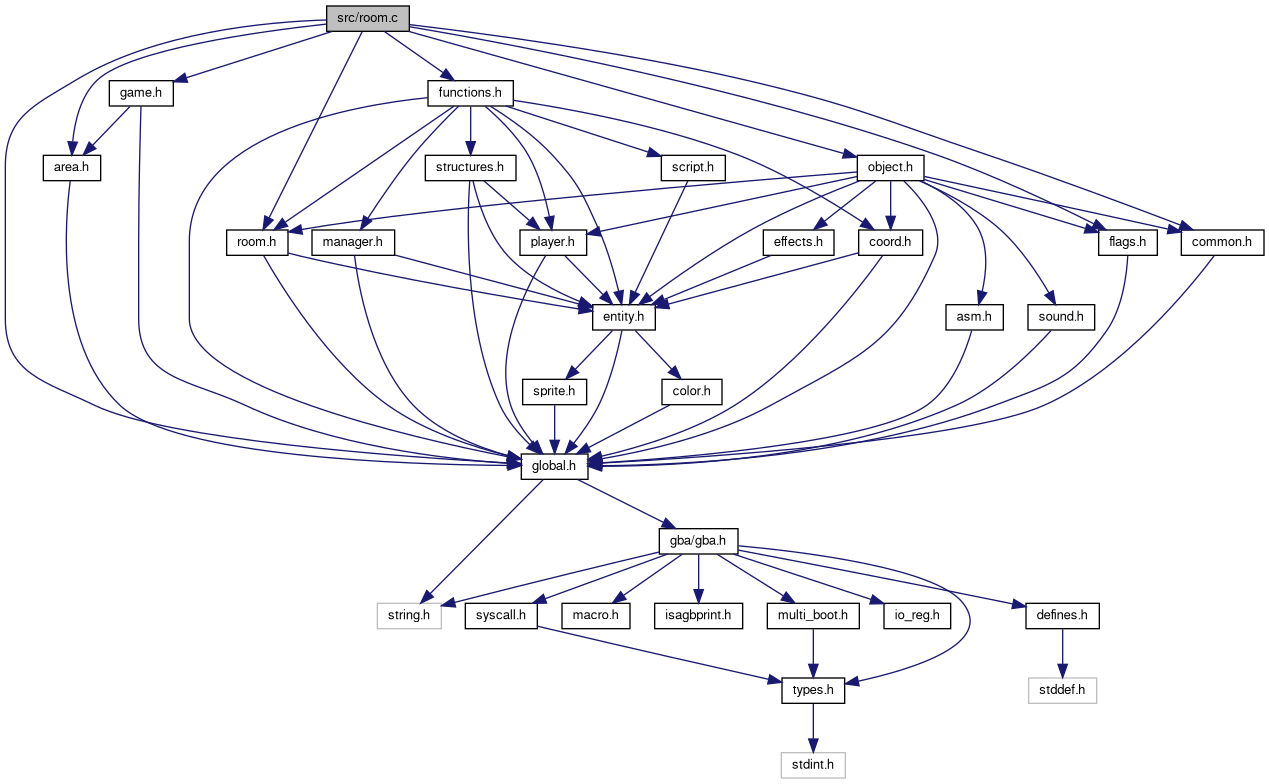 src/room.c
game.h
functions.h
area.h
structures.h
script.h
object.h
room.h
manager.h
player.h
effects.h
coord.h
flags.h
common.h
entity.h
asm.h
sound.h
sprite.h
color.h
global.h
gba/gba.h
string.h
syscall.h
macro.h
isagbprint.h
multi_boot.h
io_reg.h
defines.h
types.h
stddef.h
stdint.h